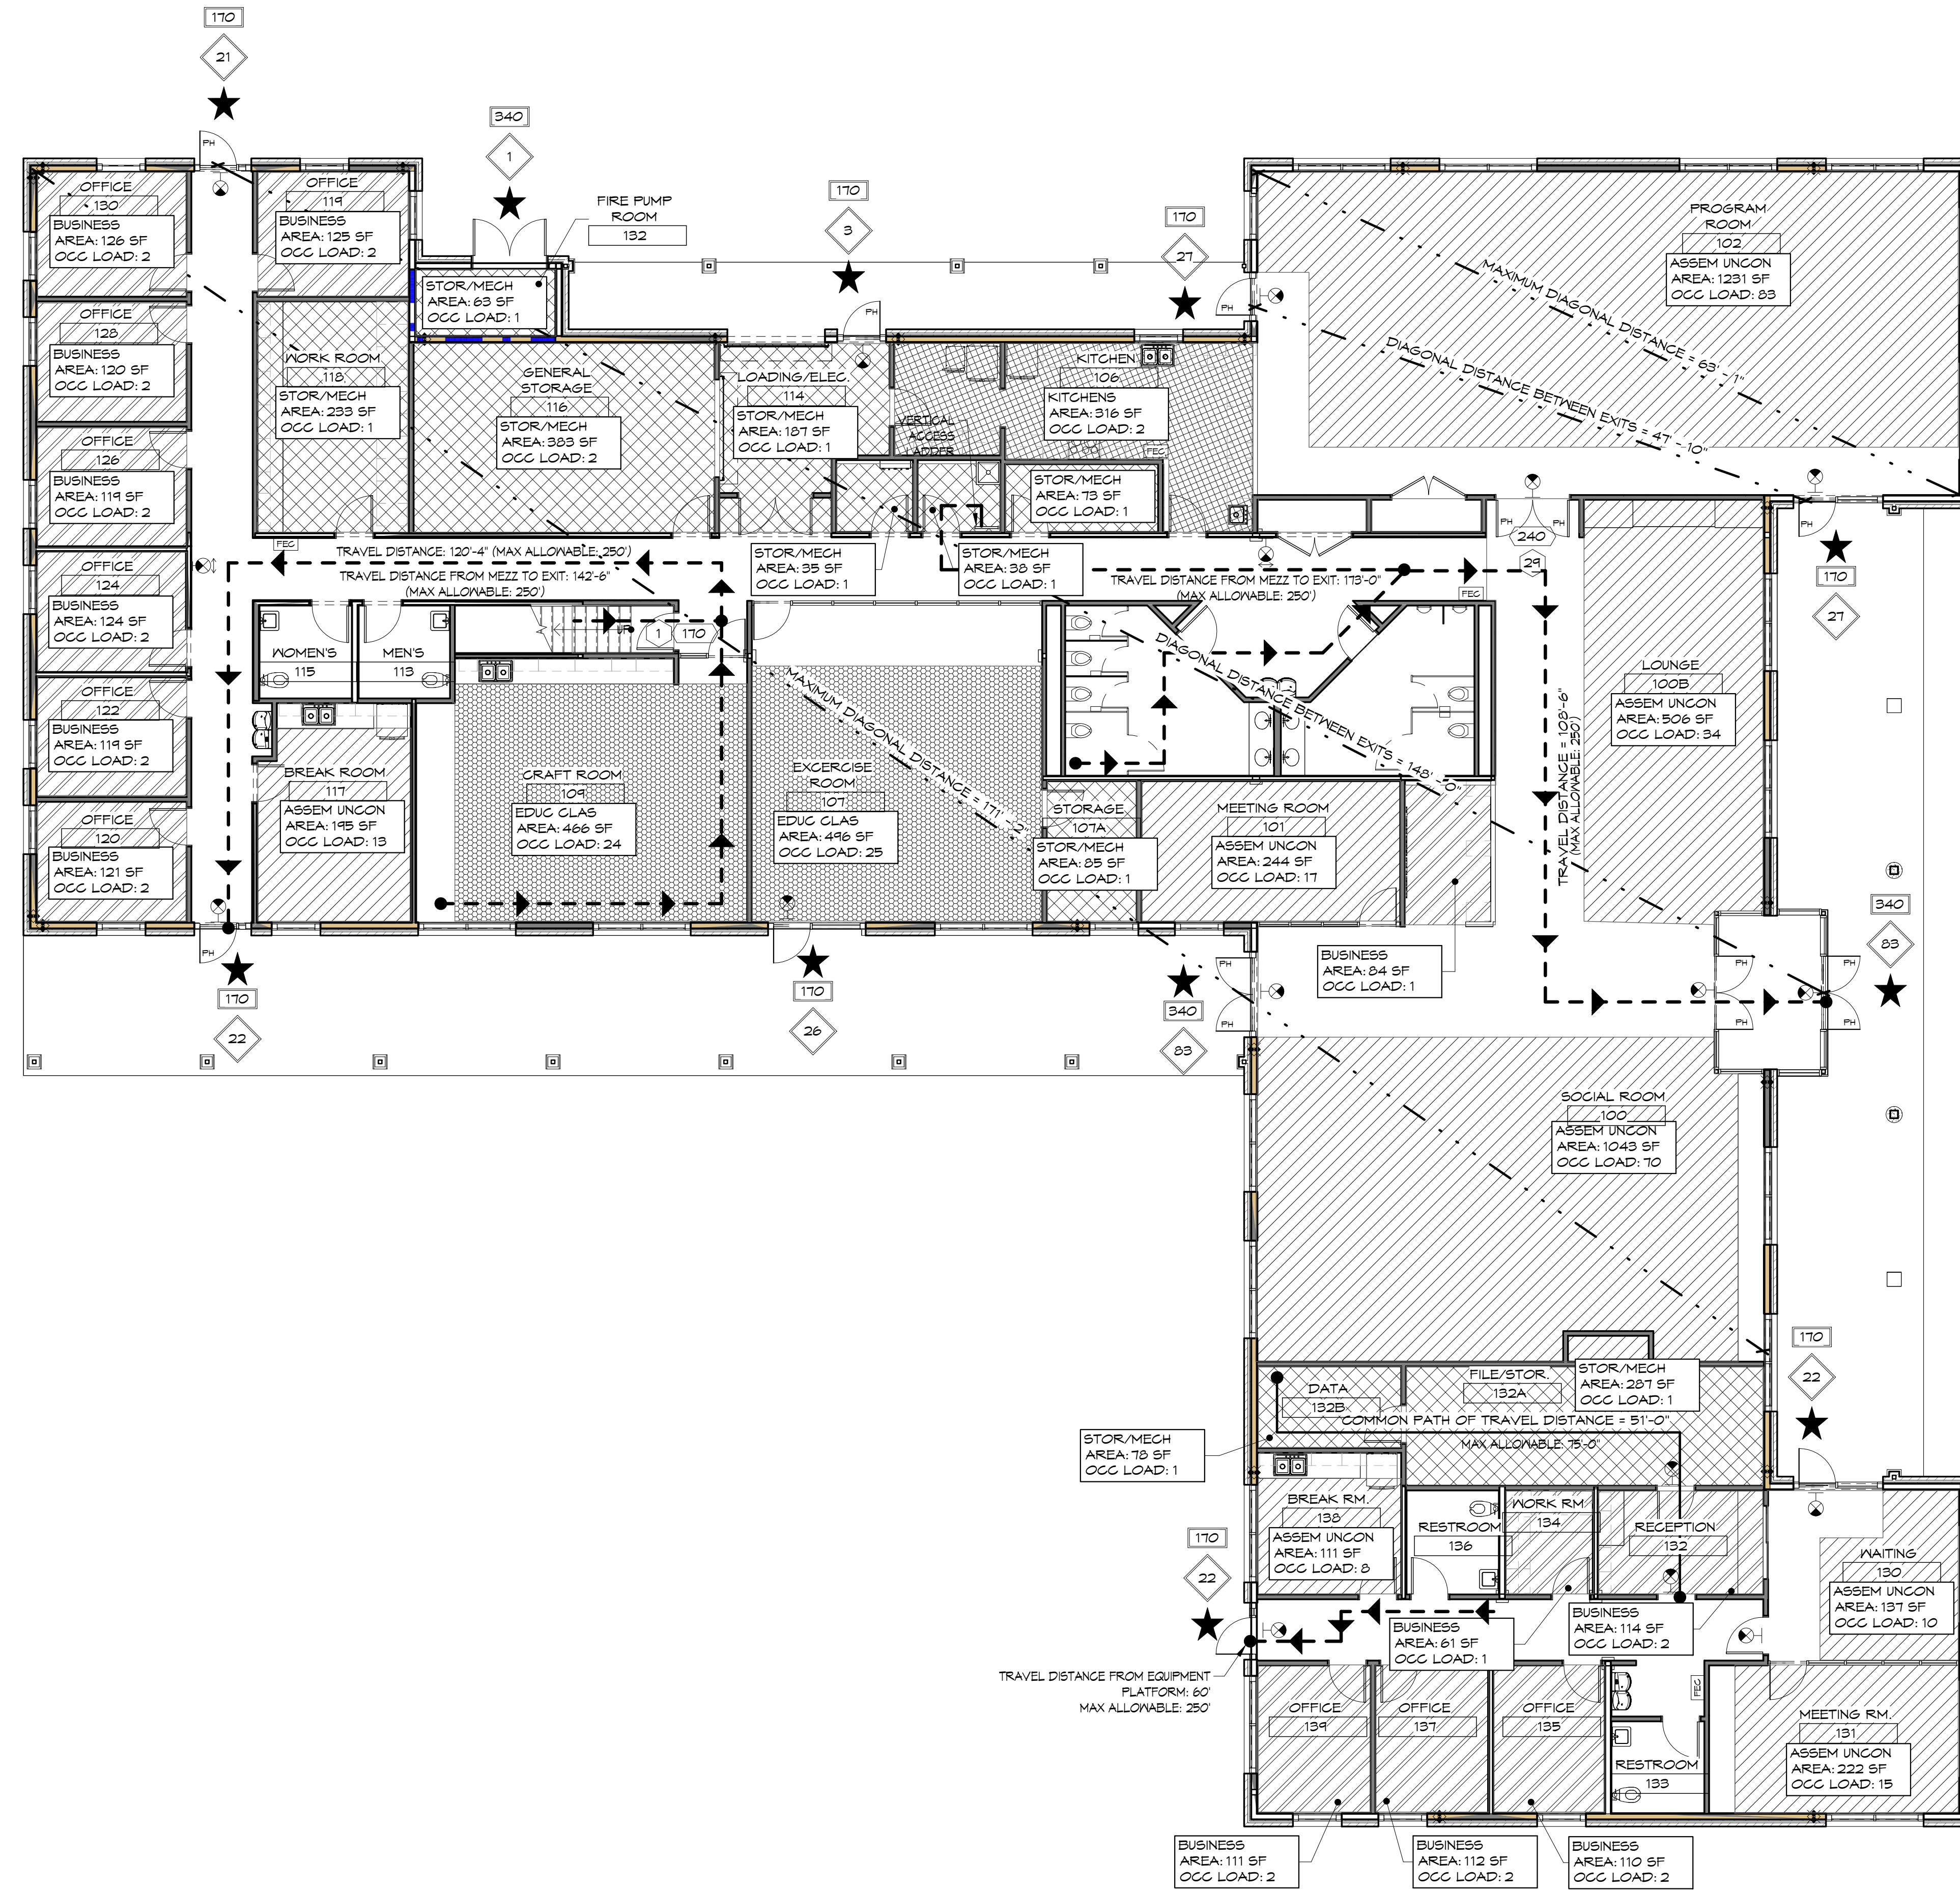 170
21
340
1
170
3
170
27
FIRE PUMP
ROOM
132
PH
OFFICE
130
BUSINESS
AREA: 126 SF
OCC LOAD: 2
OFFICE
119
BUSINESS
AREA: 125 SF
OCC LOAD: 2
STOR/MECH
AREA: 63 SF
OCC LOAD: 1
PH
PH
PROGRAM
ROOM
102
ASSEM UNCON
AREA: 1231 SF
OCC LOAD: 83
MAXIMUM DIAGONAL DISTANCE = 63' - 1"
DIAGONAL DISTANCE BETWEEN EXITS = 47' - 10"
OFFICE
128
BUSINESS
AREA: 120 SF
OCC LOAD: 2
WORK ROOM
118
STOR/MECH
AREA: 233 SF
OCC LOAD: 1
GENERAL
STORAGE
116
STOR/MECH
AREA: 383 SF
OCC LOAD: 2
LOADING/ELEC.
114
STOR/MECH
AREA: 187 SF
OCC LOAD: 1
VERTICAL
ACCESS
LADDER
KITCHEN
106
KITCHENS
AREA: 316 SF
OCC LOAD: 2
FEC
STOR/MECH
AREA: 73 SF
OCC LOAD: 1
OFFICE
126
BUSINESS
AREA: 119 SF
OCC LOAD: 2
FEC
TRAVEL DISTANCE: 120'-4" (MAX ALLOWABLE: 250')
TRAVEL DISTANCE FROM MEZZ TO EXIT: 142'-6"
(MAX ALLOWABLE: 250')
STOR/MECH
AREA: 35 SF
OCC LOAD: 1
STOR/MECH
AREA: 38 SF
OCC LOAD: 1
TRAVEL DISTANCE FROM MEZZ TO EXIT: 173'-0"
(MAX ALLOWABLE: 250')
FEC
PH
PH
240
29
PH
PH
170
27
OFFICE
124
BUSINESS
AREA: 124 SF
OCC LOAD: 2
WOMEN'S
115
MEN'S
113
UP
1
170
DIAGONAL DISTANCE BETWEEN EXITS = 148' - 0"
MAXIMUM DIAGONAL DISTANCE = 171' - 2"
TRAVEL DISTANCE = 108'-6"
(MAX ALLOWABLE: 250')
LOUNGE
100B
ASSEM UNCON
AREA: 506 SF
OCC LOAD: 34
OFFICE
122
BUSINESS
AREA: 119 SF
OCC LOAD: 2
BREAK ROOM
117
ASSEM UNCON
AREA: 195 SF
OCC LOAD: 13
CRAFT ROOM
109
EDUC CLAS
AREA: 466 SF
OCC LOAD: 24
EXCERCISE
ROOM
107
EDUC CLAS
AREA: 496 SF
OCC LOAD: 25
STORAGE
107A
STOR/MECH
AREA: 85 SF
OCC LOAD: 1
MEETING ROOM
101
ASSEM UNCON
AREA: 244 SF
OCC LOAD: 17
OFFICE
120
BUSINESS
AREA: 121 SF
OCC LOAD: 2
PH
170
22
170
26
340
83
PH
PH
BUSINESS
AREA: 84 SF
OCC LOAD: 1
PH
PH
PH
PH
340
83
SOCIAL ROOM
100
ASSEM UNCON
AREA: 1043 SF
OCC LOAD: 70
170
22
DATA
132B
FILE/STOR.
132A
STOR/MECH
AREA: 287 SF
OCC LOAD: 1
COMMON PATH OF TRAVEL DISTANCE = 51'-0"
MAX ALLOWABLE: 75'-0"
STOR/MECH
AREA: 78 SF
OCC LOAD: 1
BREAK RM.
138
ASSEM UNCON
AREA: 111 SF
OCC LOAD: 8
RESTROOM
136
WORK RM
134
RECEPTION
132
WAITING
130
ASSEM UNCON
AREA: 137 SF
OCC LOAD: 10
170
22
BUSINESS
AREA: 61 SF
OCC LOAD: 1
BUSINESS
AREA: 114 SF
OCC LOAD: 2
TRAVEL DISTANCE FROM EQUIPMENT
PLATFORM: 60'
MAX ALLOWABLE: 250'
OFFICE
139
OFFICE
137
OFFICE
135
FEC
RESTROOM
133
MEETING RM.
131
ASSEM UNCON
AREA: 222 SF
OCC LOAD: 15
BUSINESS
AREA: 111 SF
OCC LOAD: 2
BUSINESS
AREA: 112 SF
OCC LOAD: 2
BUSINESS
AREA: 110 SF
OCC LOAD: 2